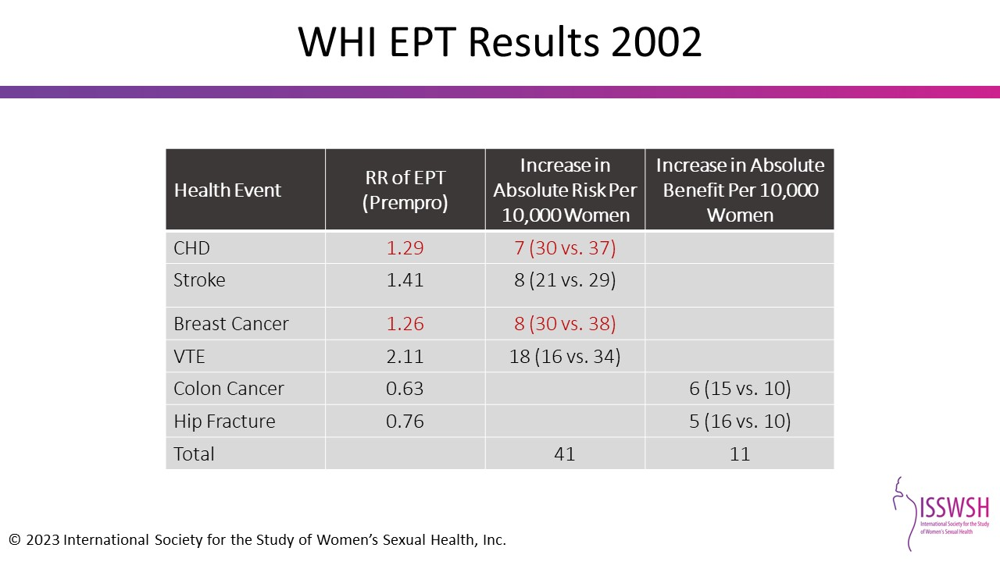 WHI EPT Results 2002
Health Event
RR of EPT
(Prempro)
Increase in
Absolute Risk Per
10,000 Women
Increase in Absolute
Benefit Per 10,000
Women
CHD 1.29 7 (30 vs. 37)
Stroke 1.41 8 (21 vs. 29)
Breast Cancer 1.26 8 (30 vs. 38)
VTE 2.11 18 (16 vs. 34)
Colon Cancer 0.63 6 (15 vs. 10)
Hip Fracture 0.76 5 (16 vs. 10)
Total 41 11
ISSWSH
International Society for the Study
of Women's Sexual Health
© 2023 International Society for the Study of Women’s Sexual Health, Inc.